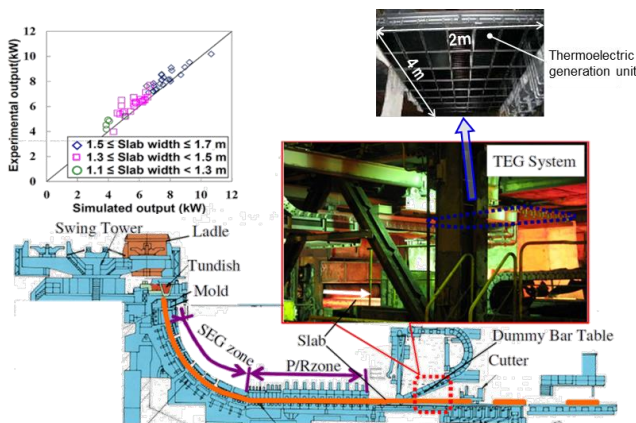 12
10
8
6
4
2
0
Experimental output(kW)
1.5 ≤ Slab width ≤ 1.7 m
1.3 ≤ Slab width < 1.5 m
1.1 ≤ Slab width < 1.3 m
0 2 4 6 8 10 12
Simulated output (kW)
2m
4 m
Thermoelectric
generation unit
TEG System
Swing Tower
Ladle
Tundish
Mold
SEG zone
P/Rzone
Slab
Dummy Bar Table
Cutter